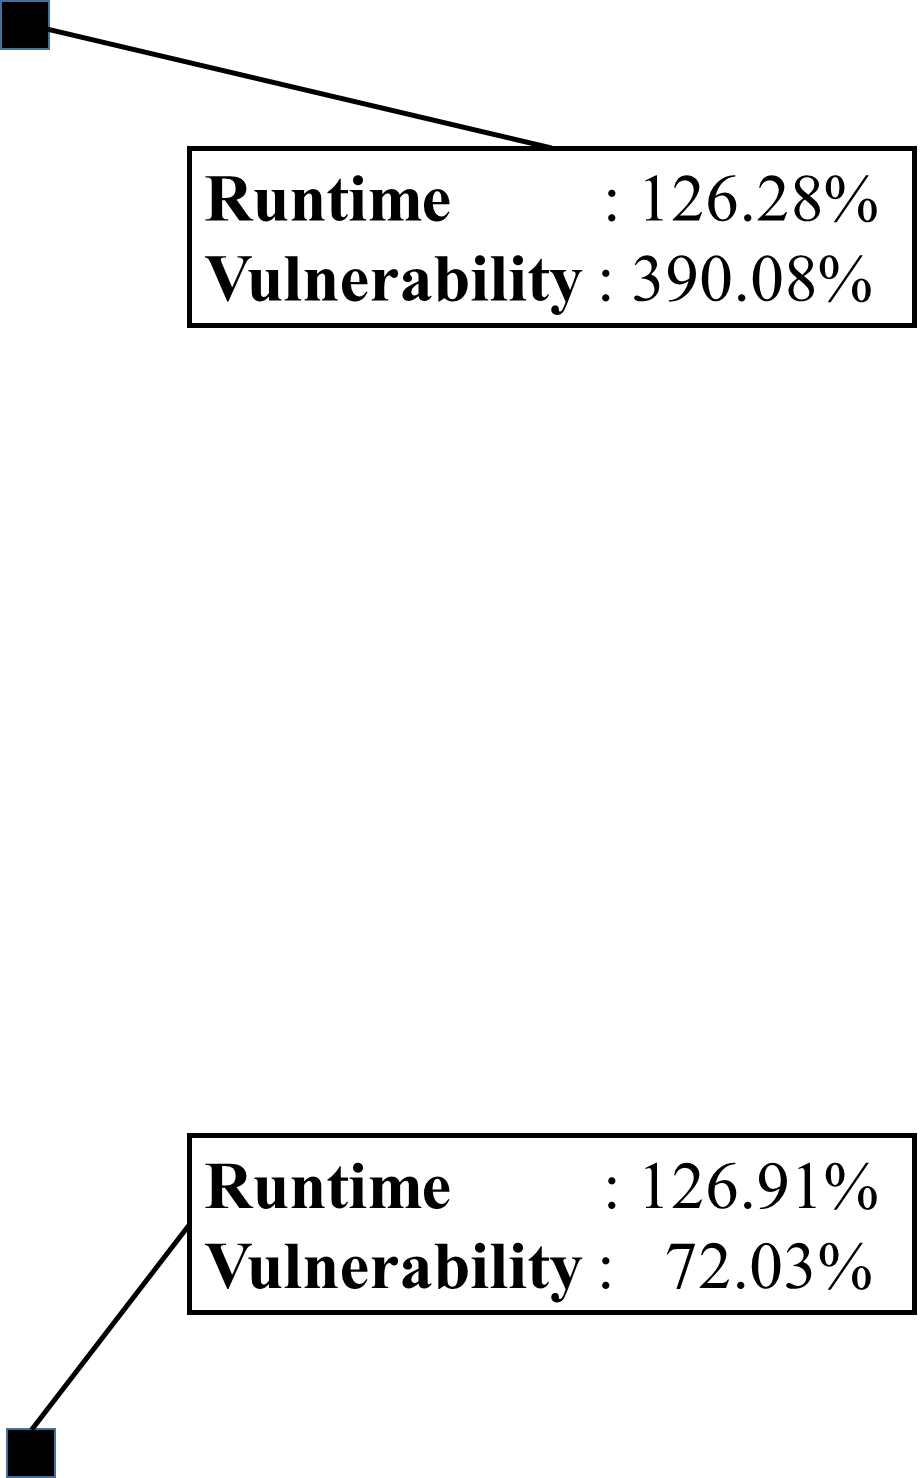 Runtime : 126.28%
Vulnerability : 390.08%
Runtime : 126.91%
Vulnerability : 72.03%